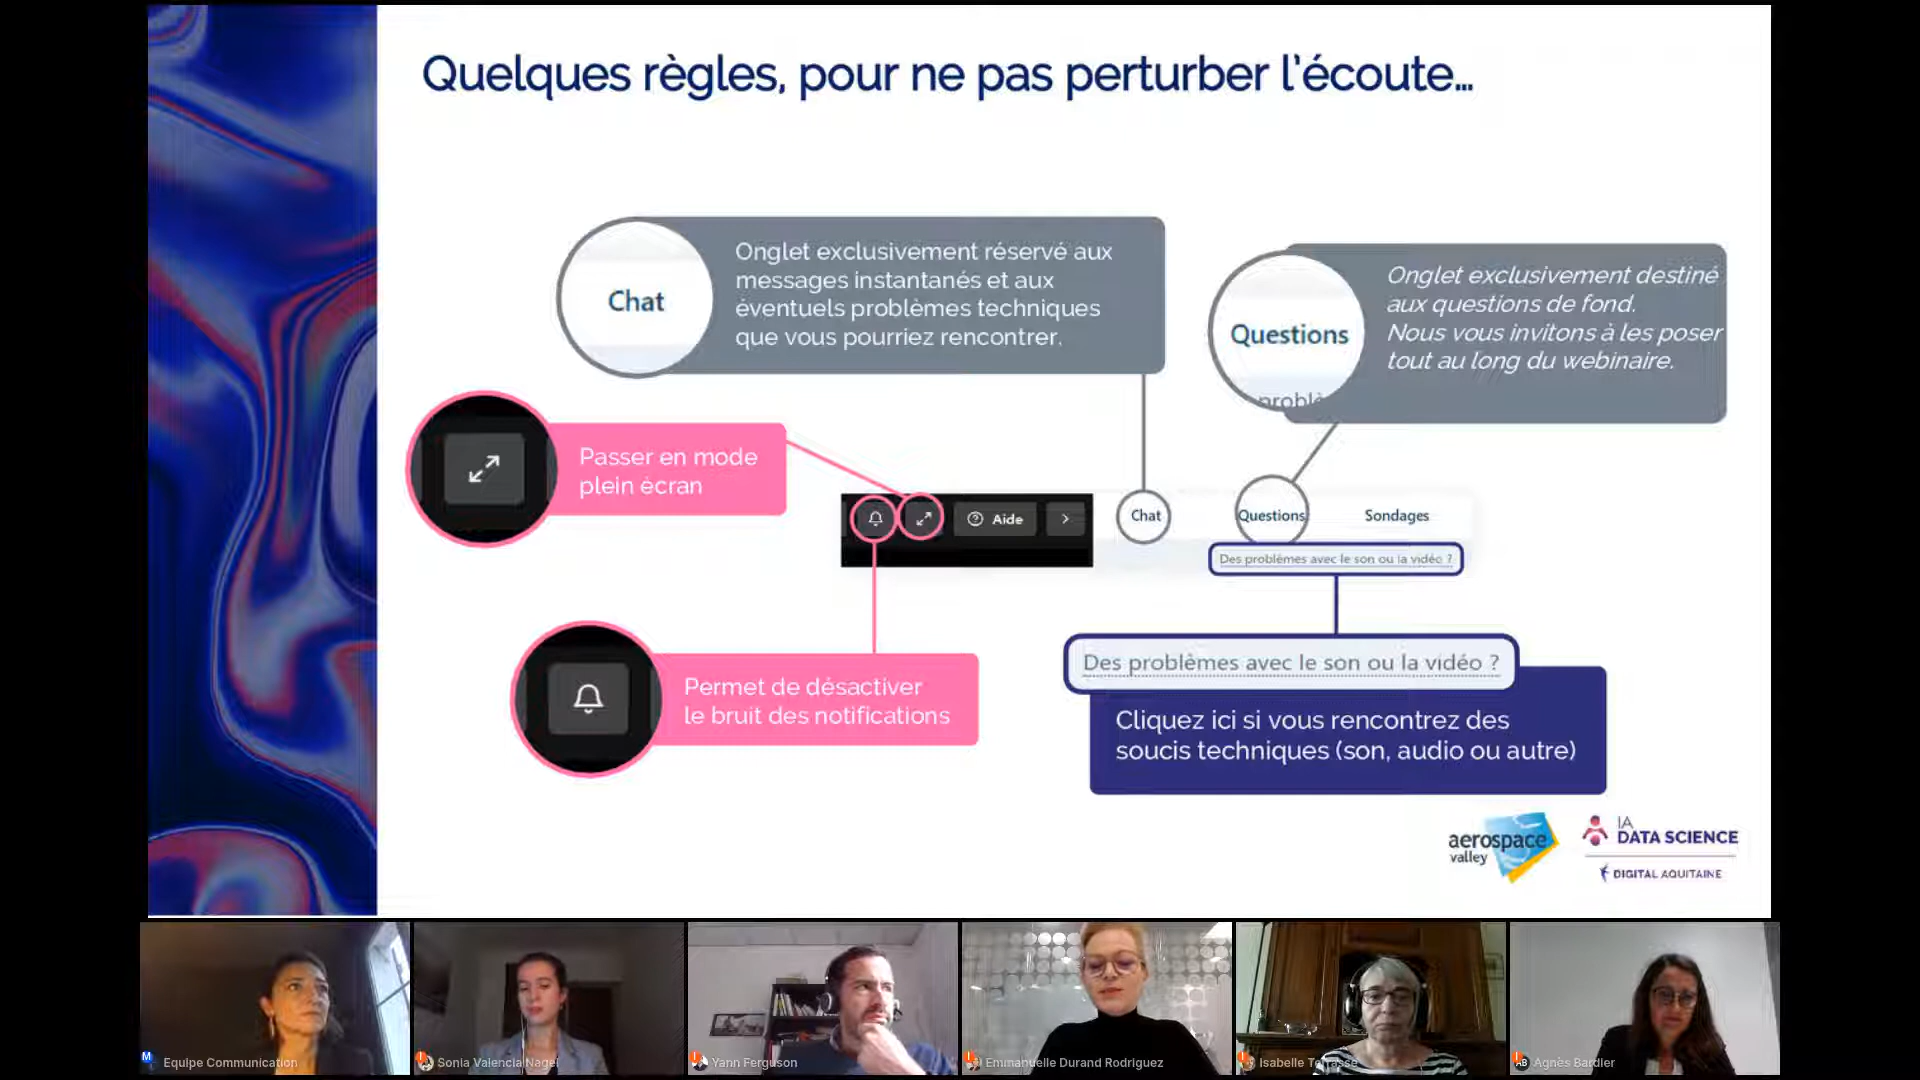 Quelques règles, pour ne pas perturber l'écoute...
Chat
Onglet exclusivement réservé aux
messages instantanés et aux
éventuels problèmes techniques
que vous pourriez rencontrer.
Questions
problè
Onglet exclusivement destiné
aux questions de fond.
Nous vous invitons à les poser
tout au long du webinaire.
Passer en mode
plein écran
Aide
Chat
Questions
Sondages
Des problèmes avec le son ou la vidéo ?
Permet de désactiver
le bruit des notifications
Des problèmes avec le son ou la vidéo ?
Cliquez ici si vous rencontrez des
soucis techniques (son, audio ou autre)
aerospace
valley
IA
DATA SCIENCE
DIGITAL AQUITAINE
M Equipe Communication
Sonia Valencia Nagel
Yann Ferguson
Emmanuelle Durand Rodriguez
Isabelle Terrasse
AB Agnès Bardier